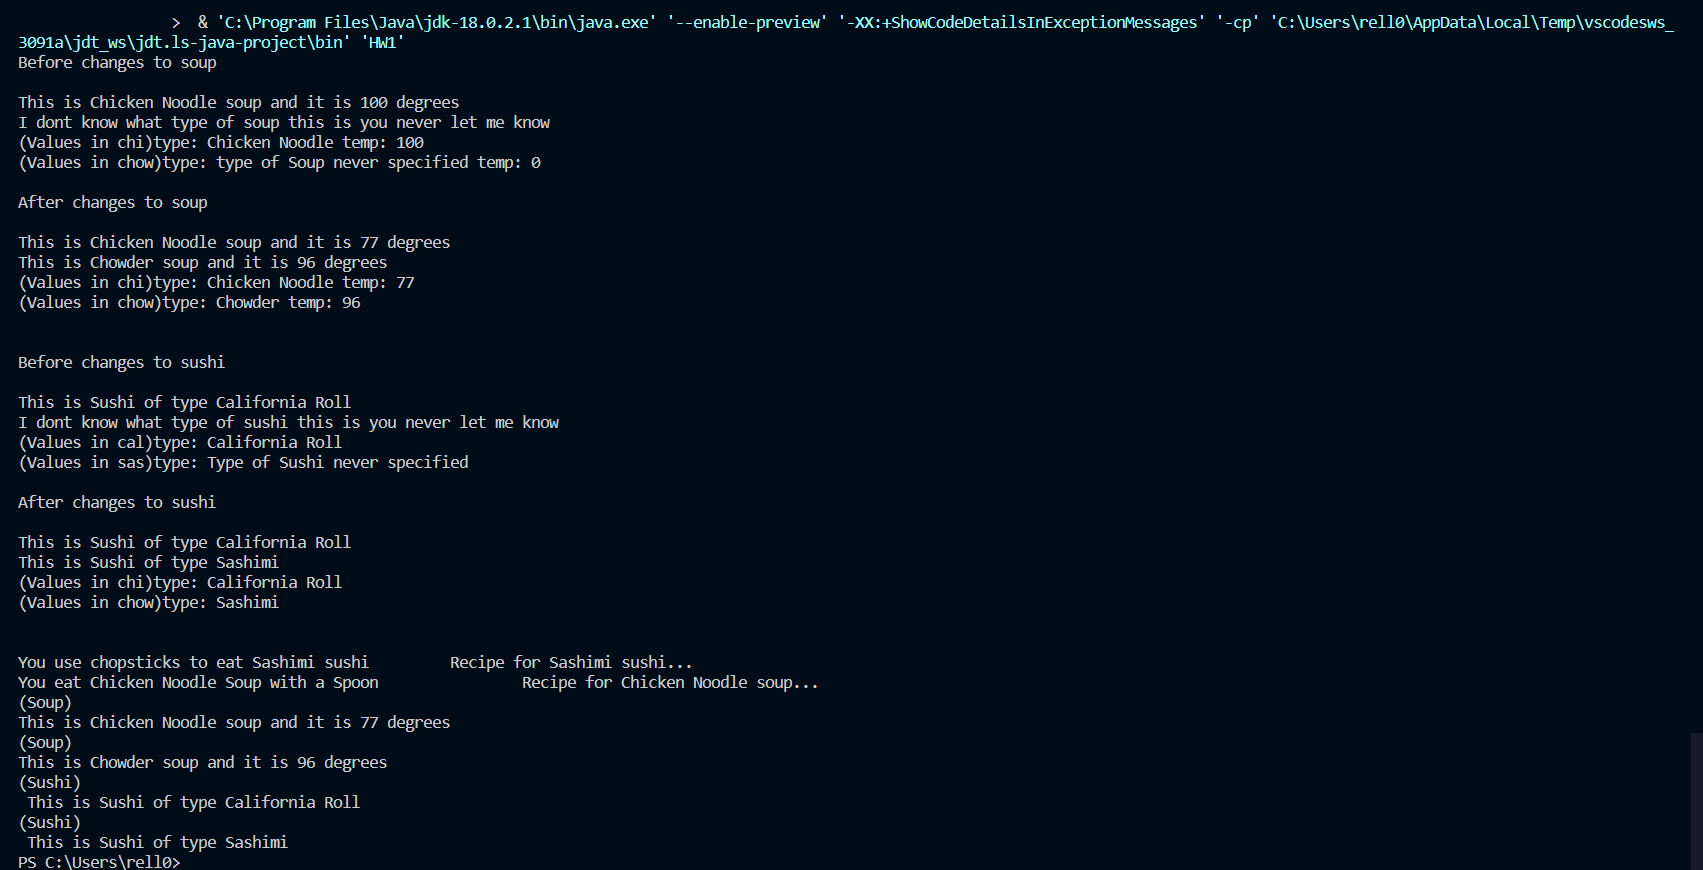 > & 'C:\Program Files\Java\jdk-18.0.2.1\bin\java.exe' '--enable-preview' '-XX:+ShowCodeDetailsInExceptionMessages' '-cp' 'C:\Users\rell0\AppData\Local\Temp\vscodesws_
3091a\jdt_ws\jdt.ls-java-project\bin' 'HW1'
Before changes to soup
This is Chicken Noodle soup and it is 100 degrees
I dont know what type of soup this is you never let me know
(Values in chi)type: Chicken Noodle temp: 100
(Values in chow)type: type of Soup never specified temp: 0
After changes to soup
This is Chicken Noodle soup and it is 77 degrees
This is Chowder soup and it is 96 degrees
(Values in chi)type: Chicken Noodle temp: 77
(Values in chow)type: Chowder temp: 96
Before changes to sushi
This is Sushi of type California Roll
I dont know what type of sushi this is you never let me know
(Values in cal)type: California Roll
(Values in sas)type: Type of Sushi never specified
After changes to sushi
This is Sushi of type California Roll
This is Sushi of type Sashimi
(Values in chi)type: California Roll
(Values in chow)type: Sashimi
You use chopsticks to eat Sashimi sushi         Recipe for Sashimi sushi...
You eat Chicken Noodle Soup with a Spoon                Recipe for Chicken Noodle soup...
(Soup)
This is Chicken Noodle soup and it is 77 degrees
(Soup)
This is Chowder soup and it is 96 degrees
(Sushi)
 This is Sushi of type California Roll
(Sushi)
 This is Sushi of type Sashimi
PS C:\Users\rell0>